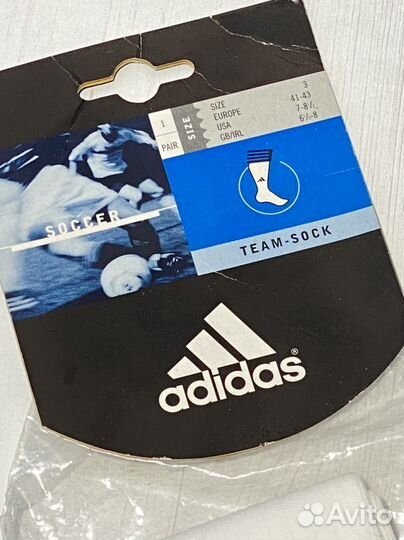 1
PAIR
SIZE
SIZE 3
EUROPE 41-43
USA 7-8½
GB/IRL 6½-8
SOCCER
TEAM-SOCK
adidas®
Avito